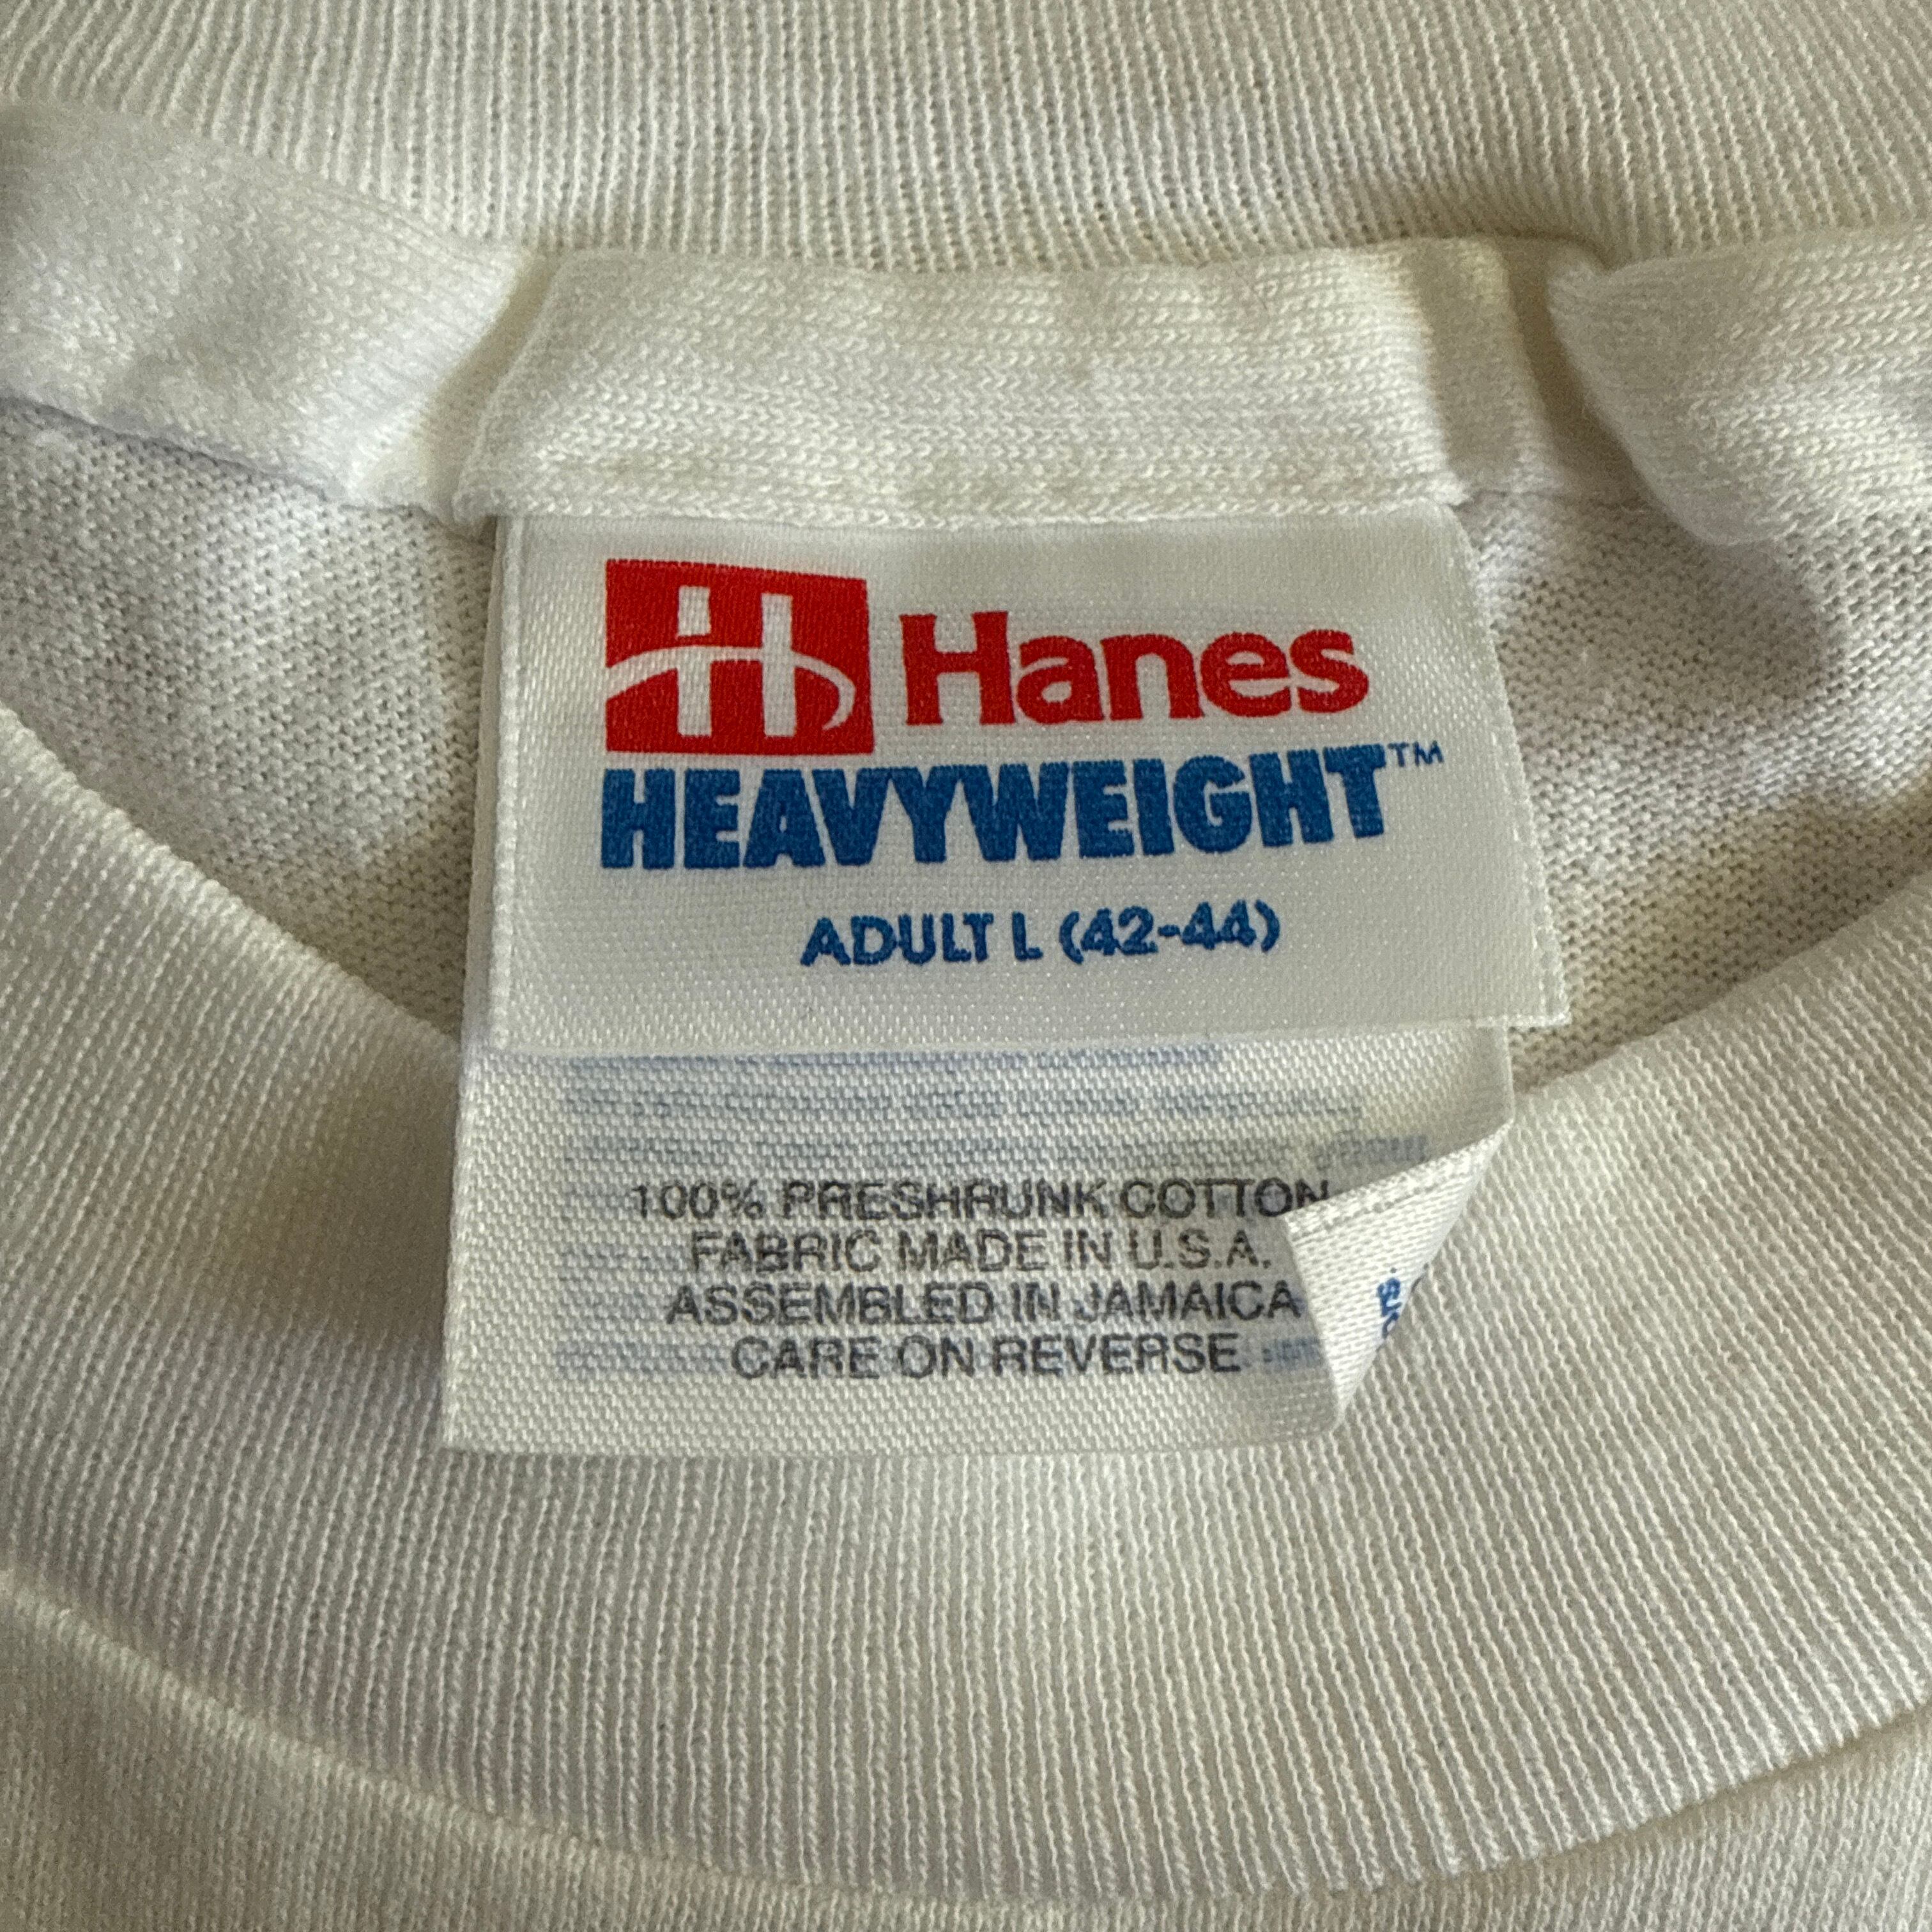 H Hanes
HEAVYWEIGHT™
ADULT L (42-44)
100% PRESHRUNK COTTON
FABRIC MADE IN U.S.A.
ASSEMBLED IN JAMAICA
CARE ON REVERSE